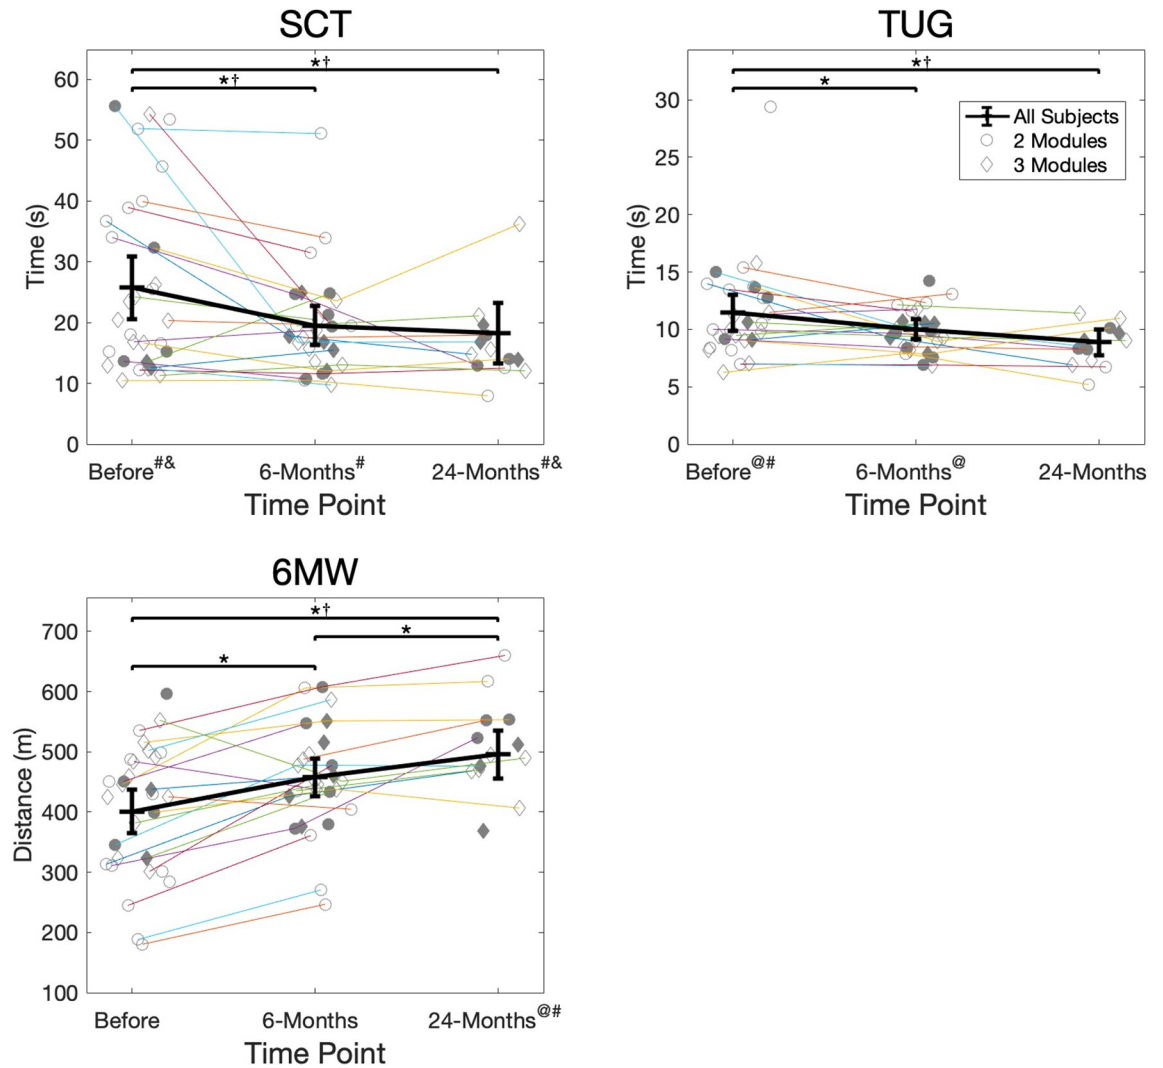 SCT
*†
*†
Time (s)
60
50
40
30
20
10
0
Before#& 6-Months# 24-Months#&
Time Point
TUG
*†
*
Time (s)
30
25
20
15
10
5
0
All Subjects
2 Modules
3 Modules
Before@# 6-Months@ 24-Months
Time Point
6MW
*†
*
*
Distance (m)
700
600
500
400
300
200
100
Before 6-Months 24-Months@#
Time Point